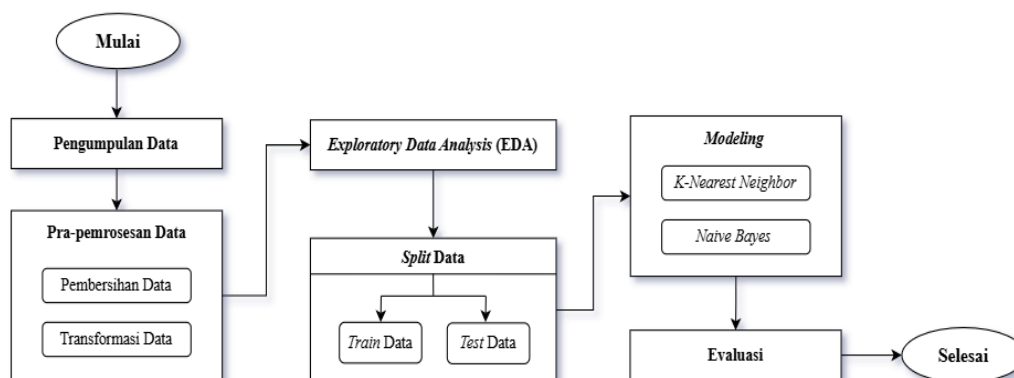 Mulai
Pengumpulan Data
Pra-pemrosesan Data
Pembersihan Data
Transformasi Data
Exploratory Data Analysis (EDA)
Split Data
Train Data
Test Data
Modeling
K-Nearest Neighbor
Naive Bayes
Evaluasi
Selesai